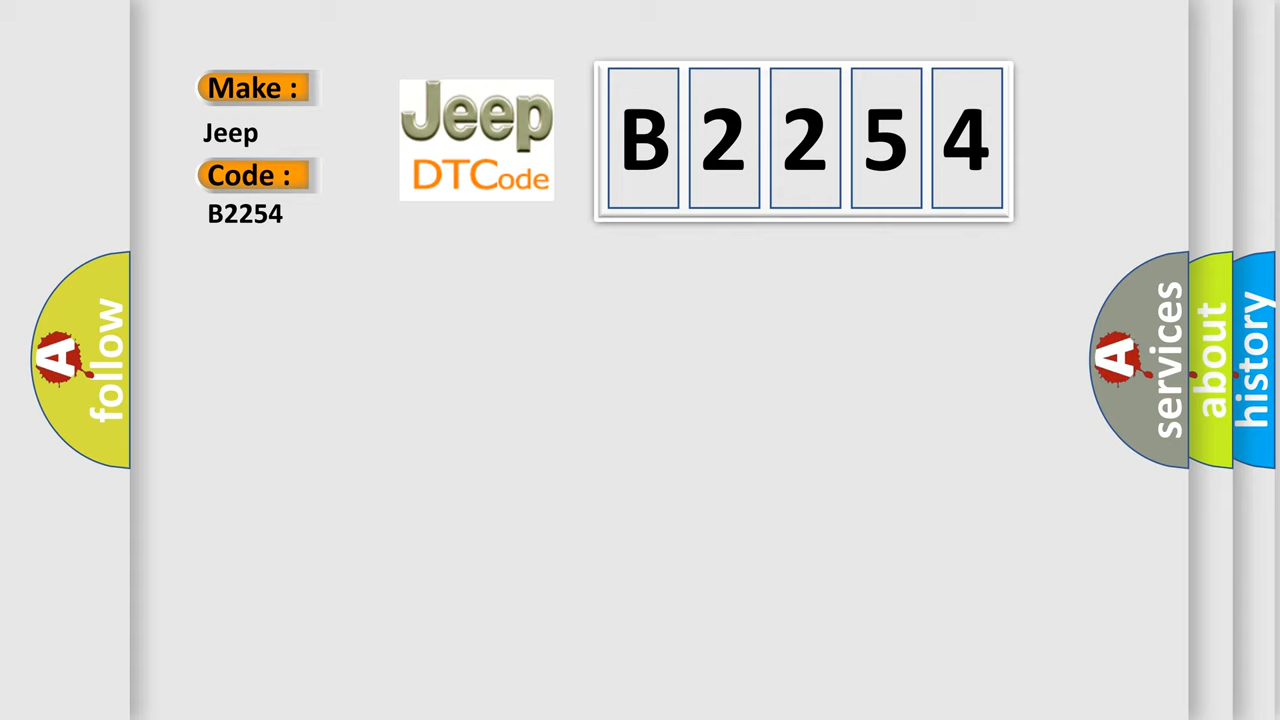 Make :
Jeep
Code :
B2254
Jeep
DTCode
B 2 2 5 4
A follow
A services
about
history